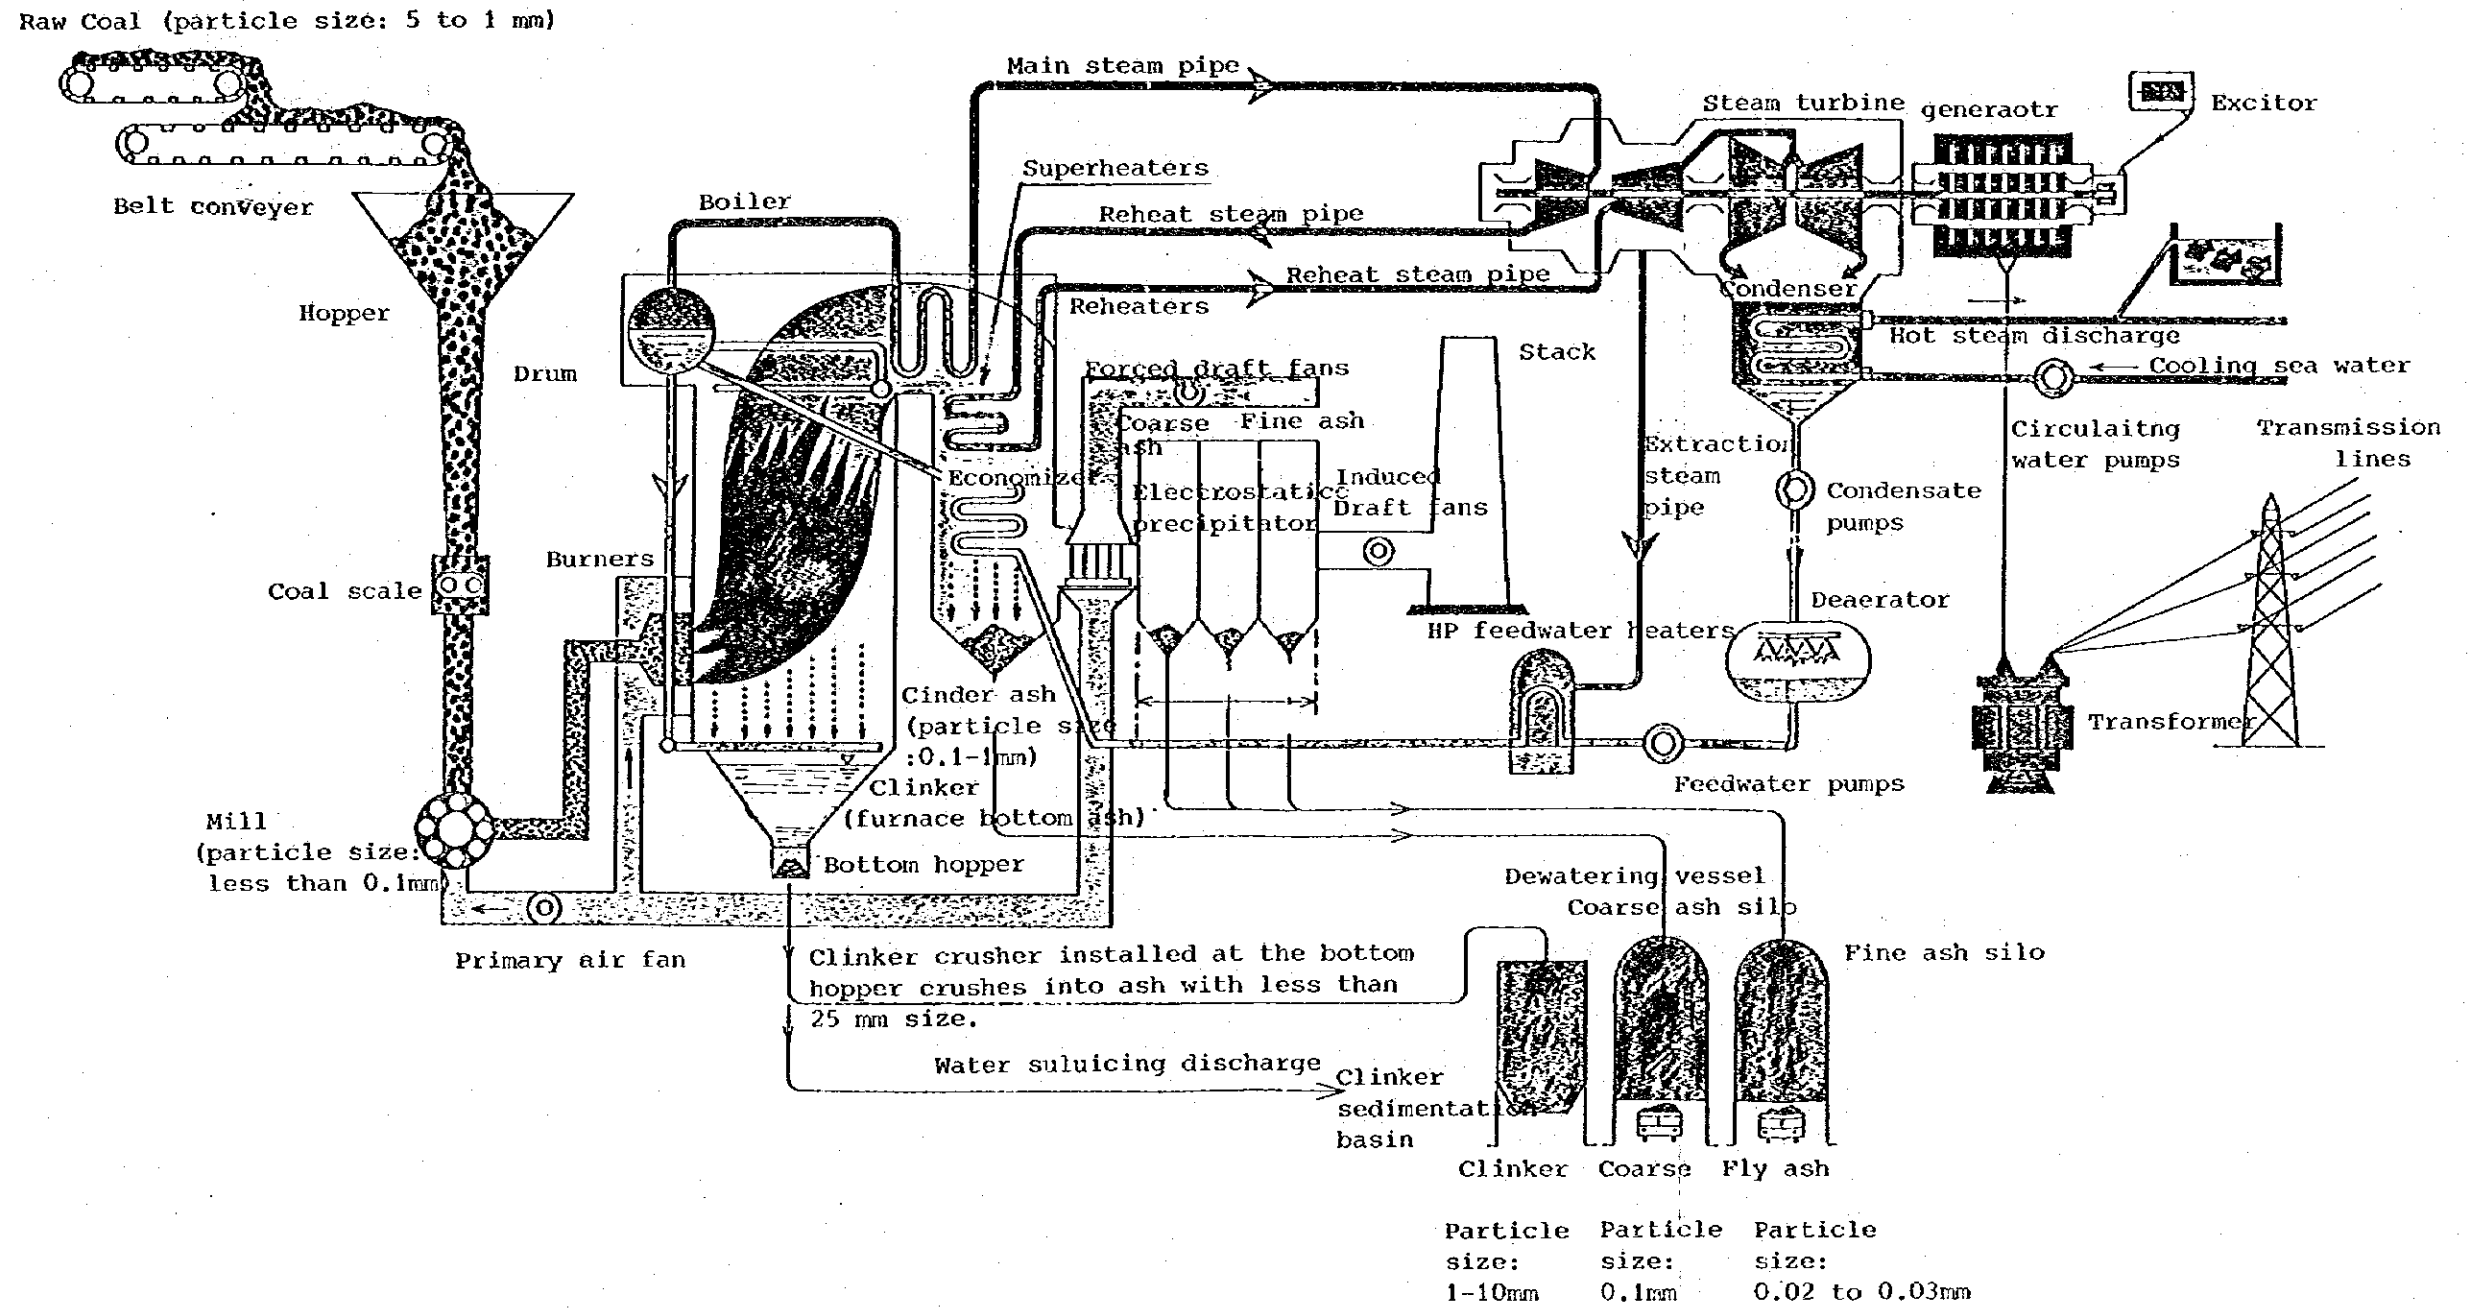 Raw Coal (particle size: 5 to 1 mm)
Main steam pipe
Steam turbine
generaotr
Excitor
Superheaters
Belt conveyer
Boiler
Reheat steam pipe
Reheat steam pipe
Condenser
Hopper
Reheaters
Hot steam discharge
Stack
Drum
Forced draft fans
Cooling sea water
Coarse
ash
Fine ash
Extraction
steam
pipe
Circulaitng
water pumps
Transmission
lines
Economizer
Electrostaticc
precipitator
Induced
Draft fans
Condensate
pumps
Burners
Coal scale
Deaerator
HP feedwater heaters
Cinder ash
(particle size
:0.1-1mm)
Transformer
Clinker
(furnace bottom ash)
Feedwater pumps
Mill
(particle size:
less than 0.1mm)
Bottom hopper
Dewatering vessel
Coarse ash silo
Primary air fan
Clinker crusher installed at the bottom
hopper crushes into ash with less than
25 mm size.
Fine ash silo
Water suluicing discharge
Clinker
sedimentation
basin
Clinker
Coarse
Fly ash
Particle
size:
1-10mm
Particle
size:
0.1mm
Particle
size:
0.02 to 0.03mm